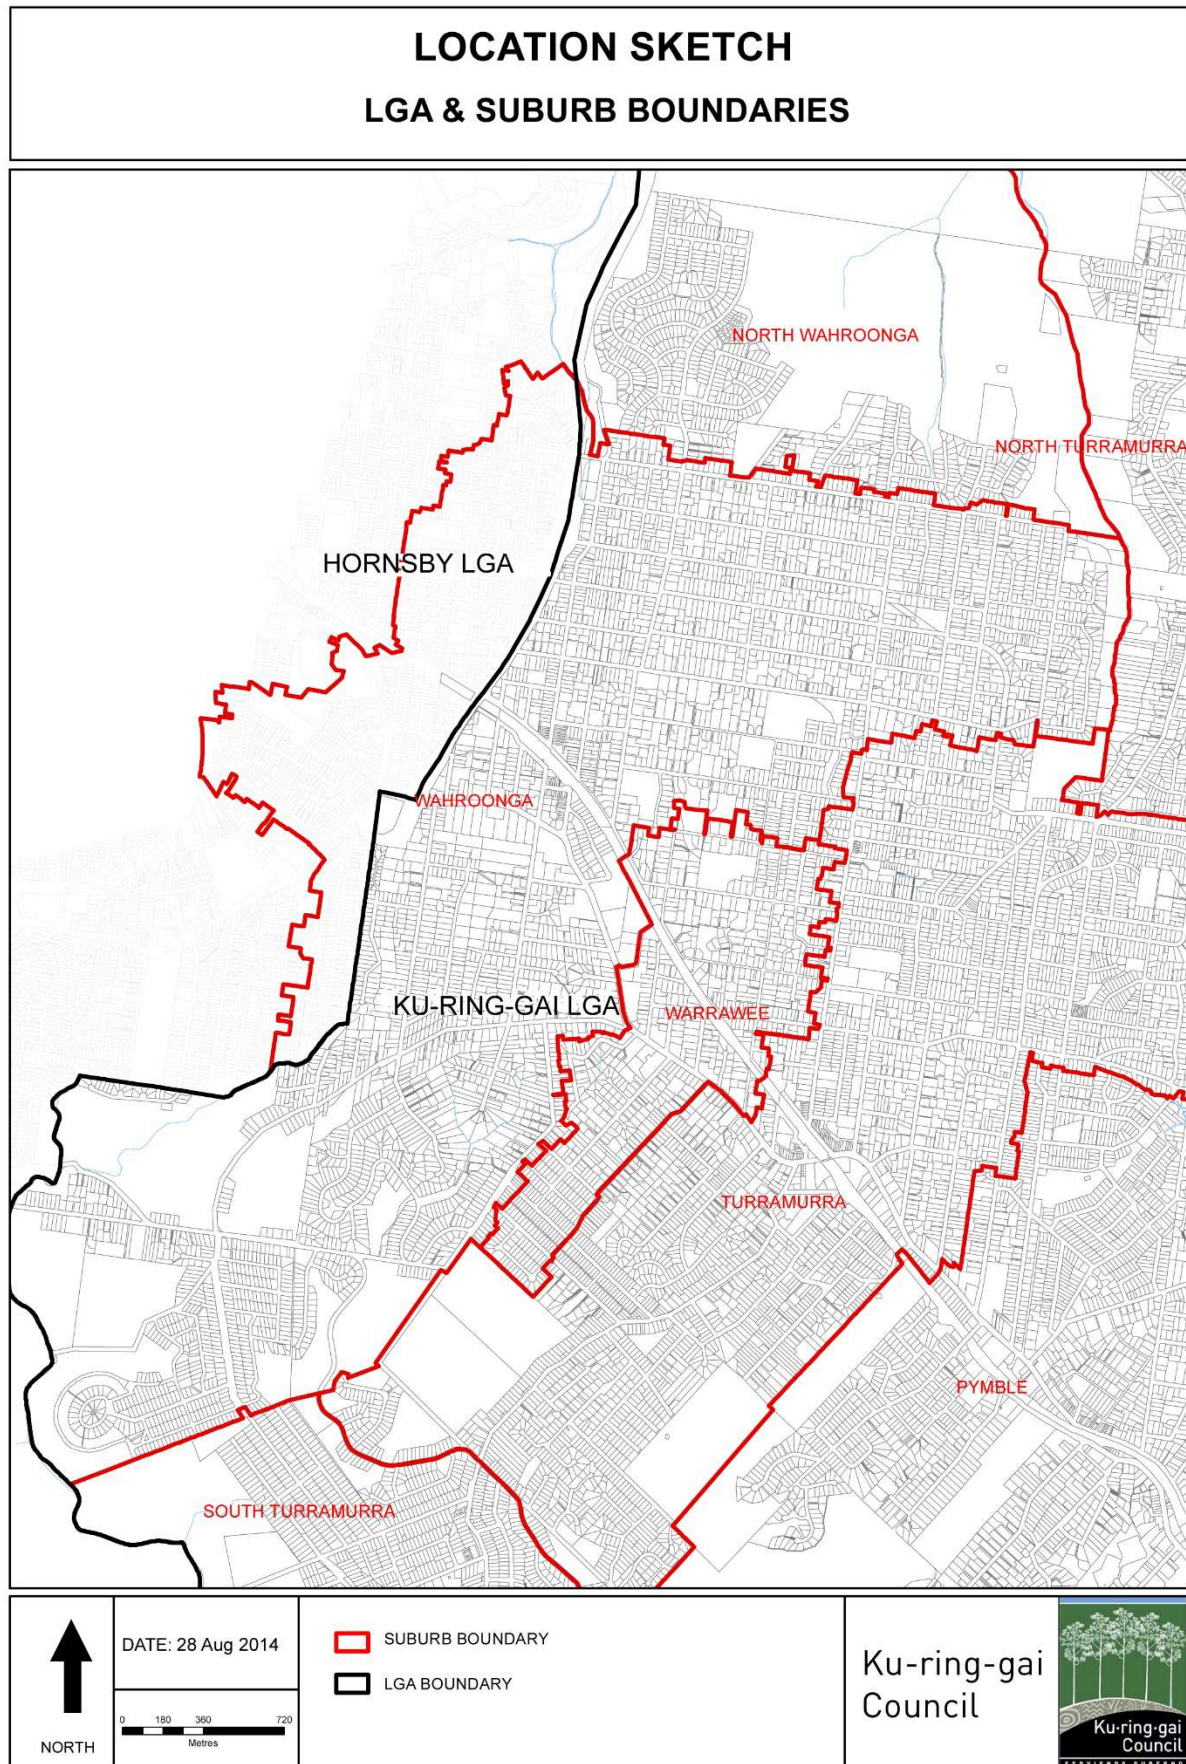 LOCATION SKETCH
LGA & SUBURB BOUNDARIES
NORTH WAHROONGA
NORTH TURRAMURRA
HORNSBY LGA
WAHROONGA
KU-RING-GAI LGA
WARRAWEE
TURRAMURRA
PYMBLE
SOUTH TURRAMURRA
NORTH
DATE: 28 Aug 2014
0 180 360 720
Metres
SUBURB BOUNDARY
LGA BOUNDARY
Ku-ring-gai
Council
Ku-ring-gai
Council